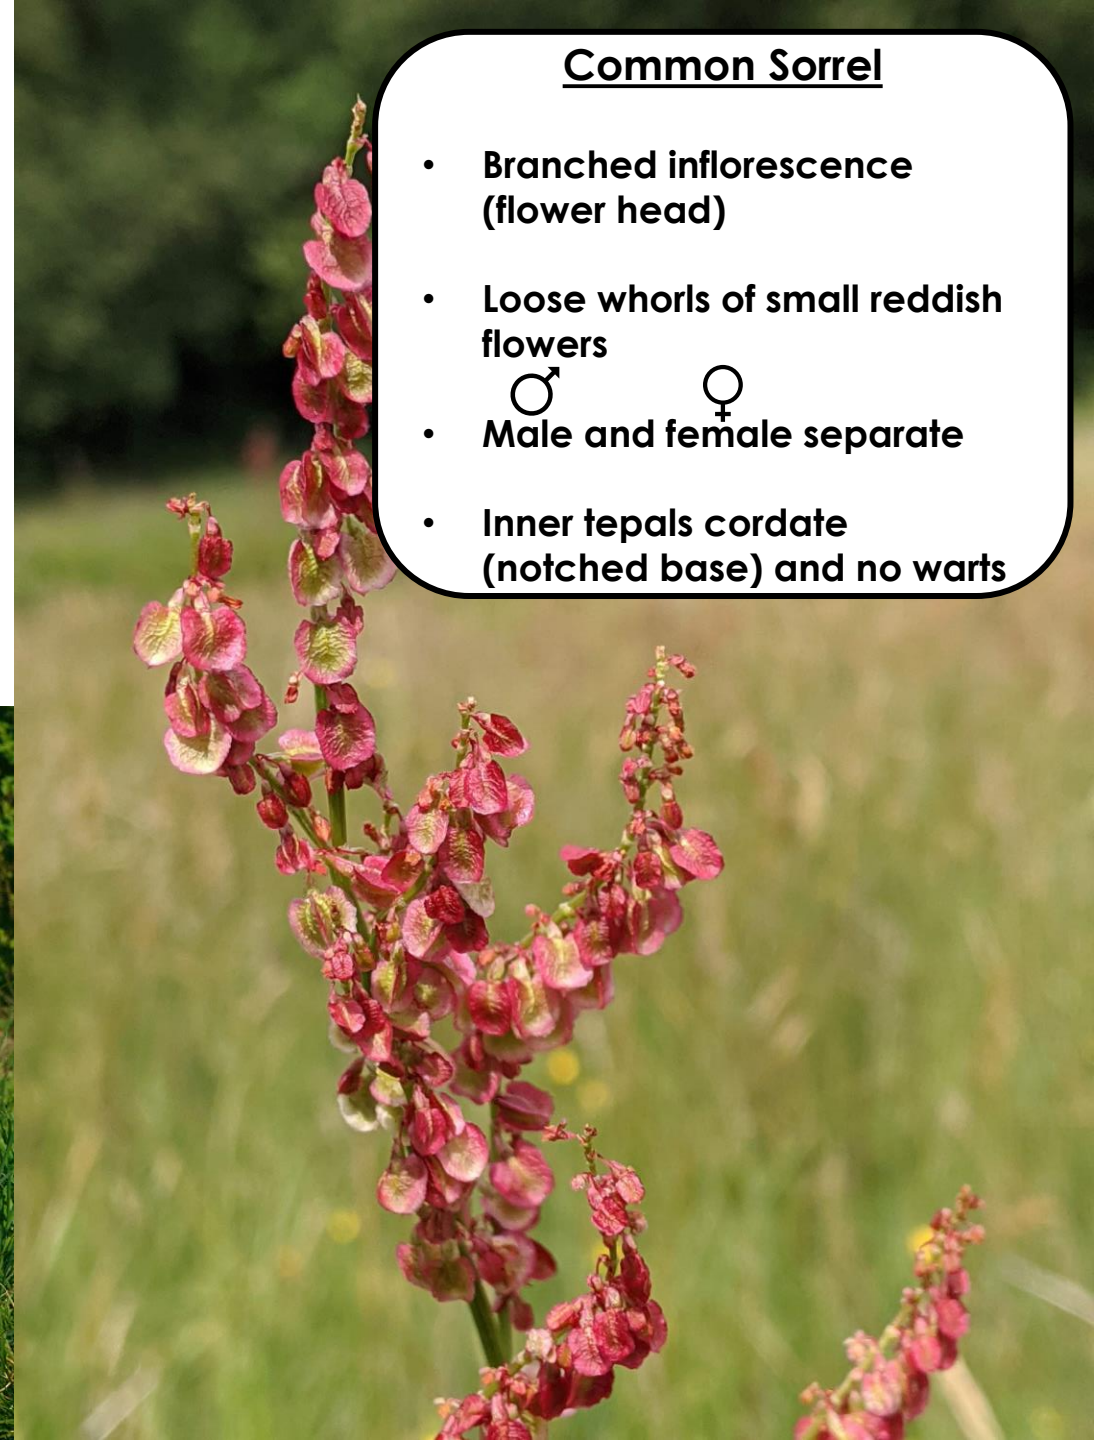 Common Sorrel
• Branched inflorescence
(flower head)
• Loose whorls of small reddish
flowers
♂ ♀
• Male and female separate
• Inner tepals cordate
(notched base) and no warts